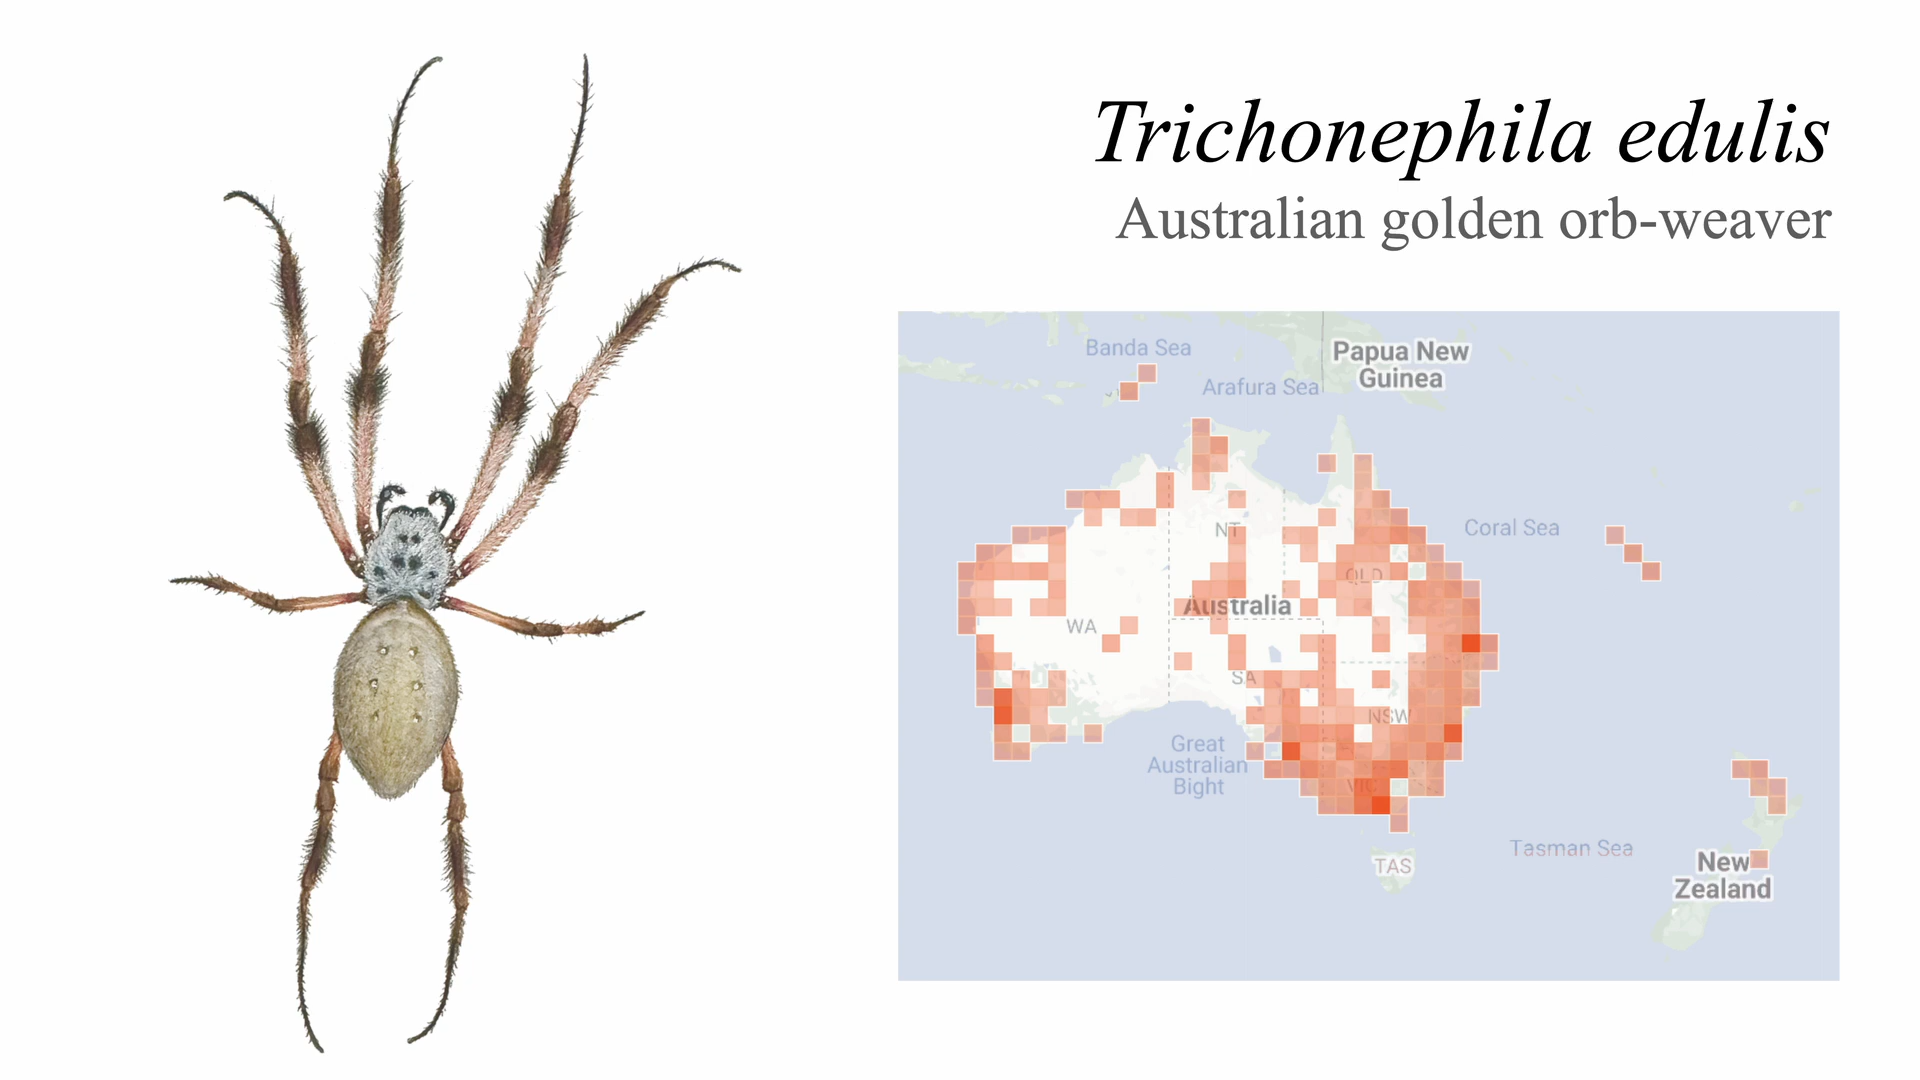 Trichonephila edulis
Australian golden orb-weaver
Banda Sea
Papua New
Guinea
Arafura Sea
Coral Sea
NT
QLD
Australia
WA
SA
NSW
Great
Australian
Bight
VIC
Tasman Sea
TAS
New
Zealand